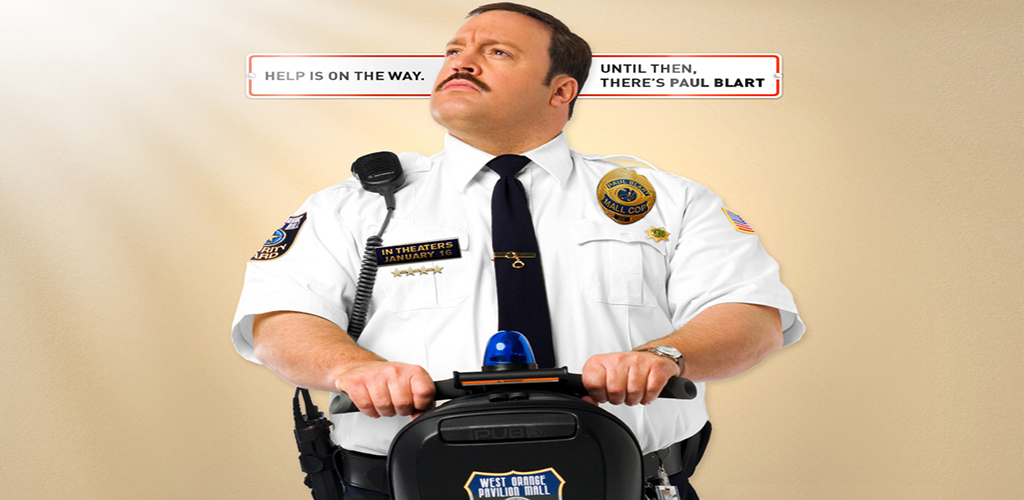 HELP IS ON THE WAY.
UNTIL THEN,
THERE'S PAUL BLART
PAUL BLART
MALL COP
IN THEATERS
JANUARY 16
WEST ORANGE
PAVILION MALL